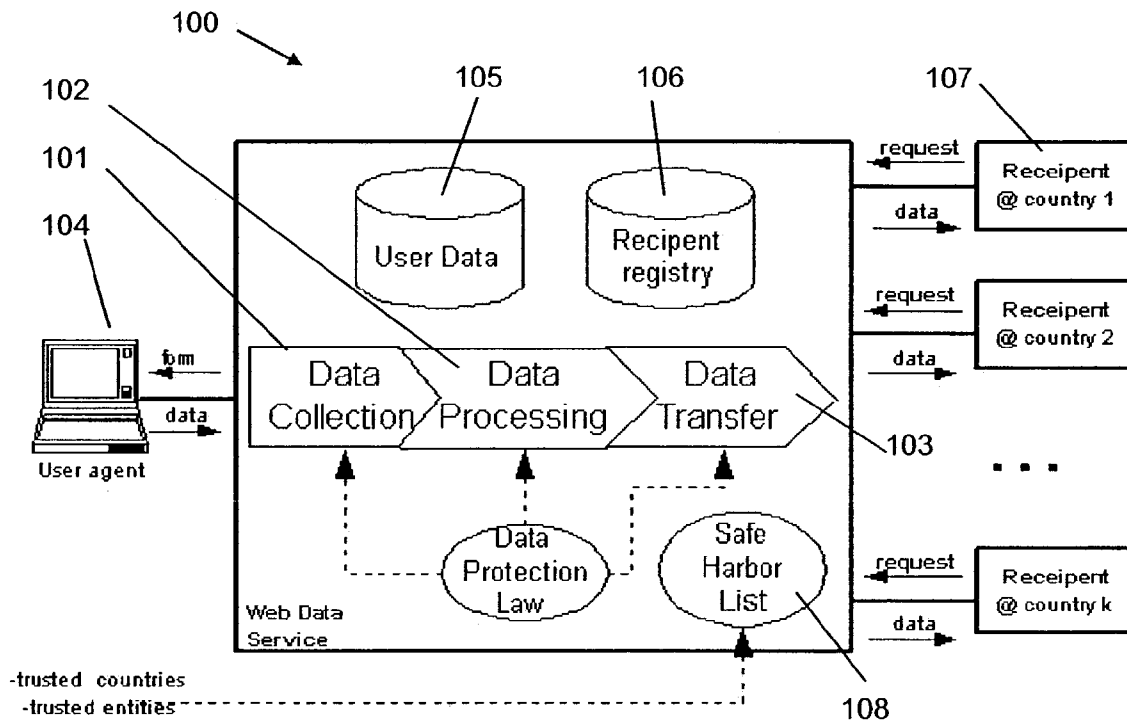 100
102
105
106
107
101
104
request
Receipent
@ country 1
data
User Data
Recipent
registry
request
Receipent
@ country 2
data
form
data
User agent
Data
Collection
Data
Processing
Data
Transfer
103
. . .
Data
Protection
Law
Safe
Harbor
List
request
Receipent
@ country k
data
Web Data
Service
-trusted countries
-trusted entities
108